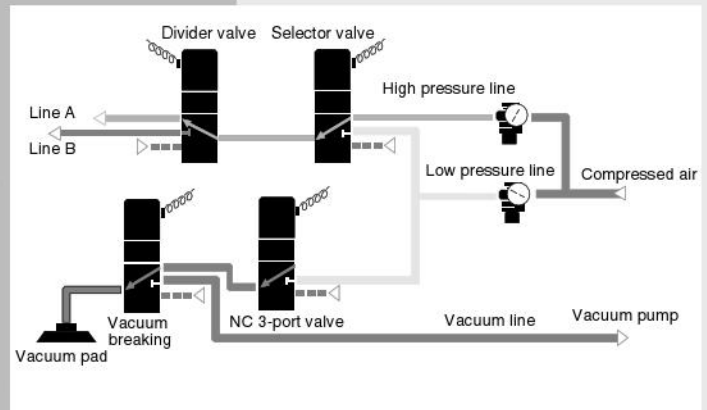 Divider valve
Selector valve
High pressure line
Line A
Line B
Low pressure line
Compressed air
Vacuum
breaking
NC 3-port valve
Vacuum line
Vacuum pump
Vacuum pad